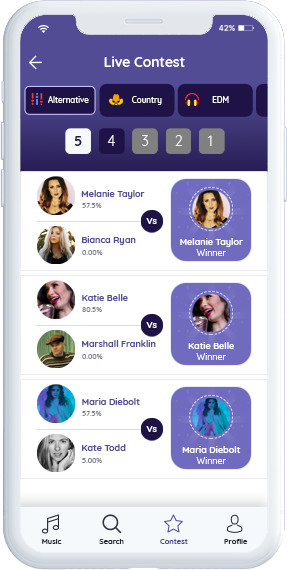 42%
Live Contest
Alternative Country EDM
5 4 3 2 1
Melanie Taylor
57.5%
Vs
Bianca Ryan
0.00%
Melanie Taylor
Winner
Katie Belle
80.5%
Vs
Marshall Franklin
0.00%
Katie Belle
Winner
Maria Diebolt
57.5%
Vs
Kate Todd
5.00%
Maria Diebolt
Winner
Music Search Contest Profile